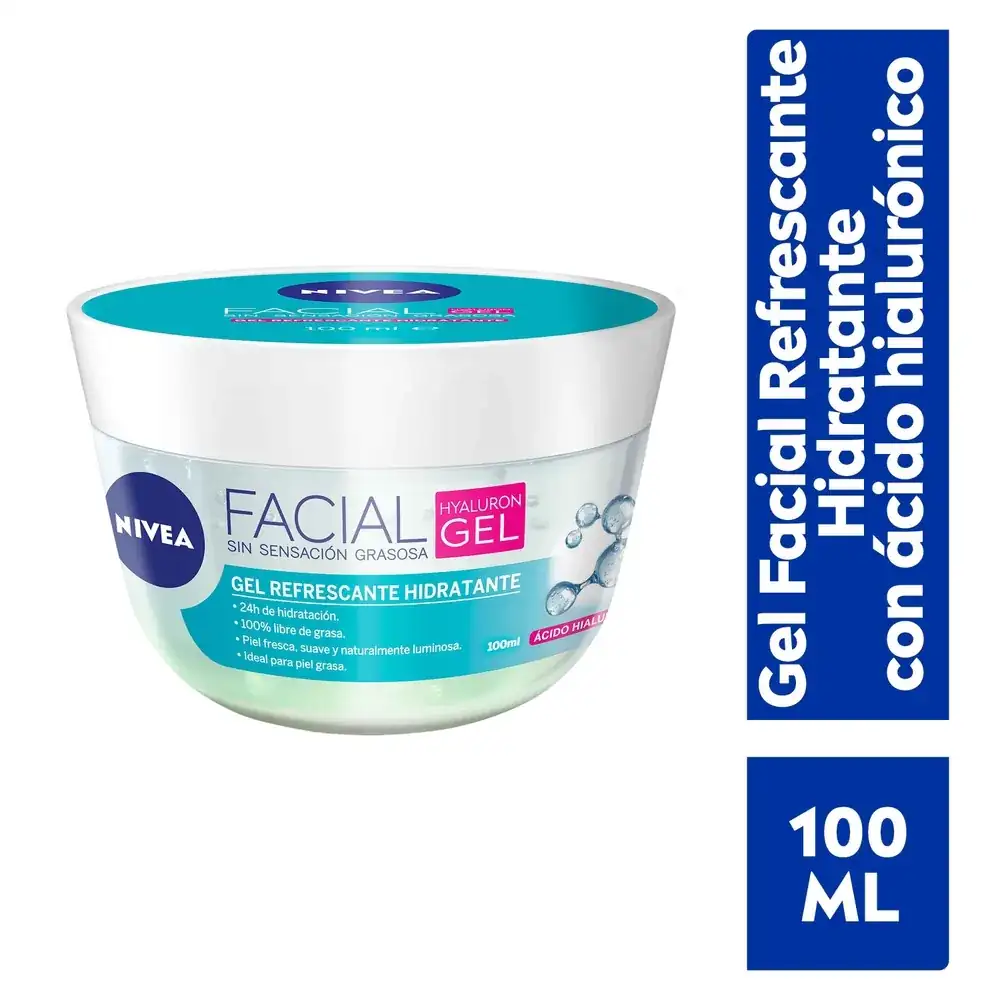 NIVEA
FACIAL GEL
SIN SENSACIÓN GRASOSA
GEL REFRESCANTE HIDRATANTE
100 ml e
NIVEA
FACIAL
HYALURON
GEL
SIN SENSACIÓN GRASOSA
GEL REFRESCANTE HIDRATANTE
• 24h de hidratación.
• 100% libre de grasa.
• Piel fresca, suave y naturalmente luminosa.
• Ideal para piel grasa.
100ml
ÁCIDO
Gel Facial Refrescante
Hidratante
con ácido hialurónico
100
ML